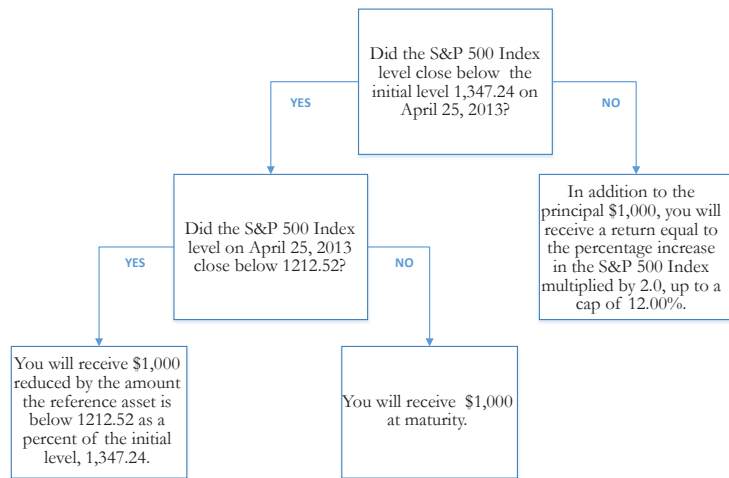 Did the S&P 500 Index
level close below the
initial level 1,347.24 on
April 25, 2013?
YES
NO
Did the S&P 500 Index
level on April 25, 2013
close below 1212.52?
In addition to the
principal $1,000, you will
receive a return equal to
the percentage increase
in the S&P 500 Index
multiplied by 2.0, up to a
cap of 12.00%.
YES
NO
You will receive $1,000
reduced by the amount
the reference asset is
below 1212.52 as a
percent of the initial
level, 1,347.24.
You will receive $1,000
at maturity.